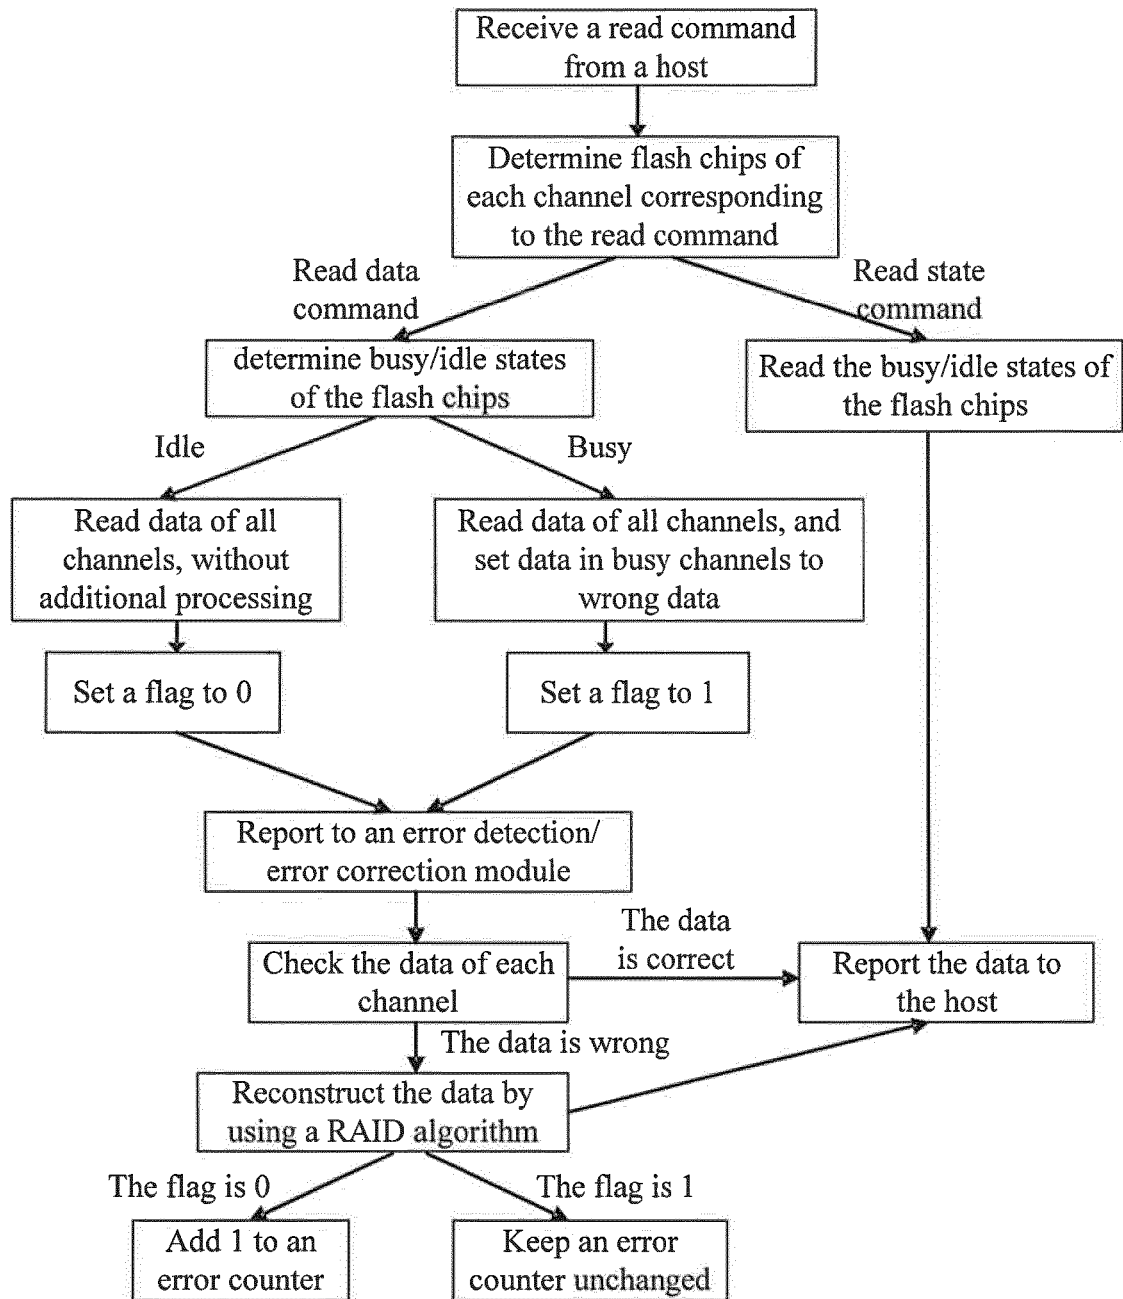 Receive a read command
from a host
Determine flash chips of
each channel corresponding
to the read command
Read data
command
Read state
command
determine busy/idle states
of the flash chips
Read the busy/idle states of
the flash chips
Idle
Busy
Read data of all
channels, without
additional processing
Read data of all channels, and
set data in busy channels to
wrong data
Set a flag to 0
Set a flag to 1
Report to an error detection/
error correction module
The data
is correct
Check the data of each
channel
Report the data to
the host
The data is wrong
Reconstruct the data by
using a RAID algorithm
The flag is 0
The flag is 1
Add 1 to an
error counter
Keep an error
counter unchanged